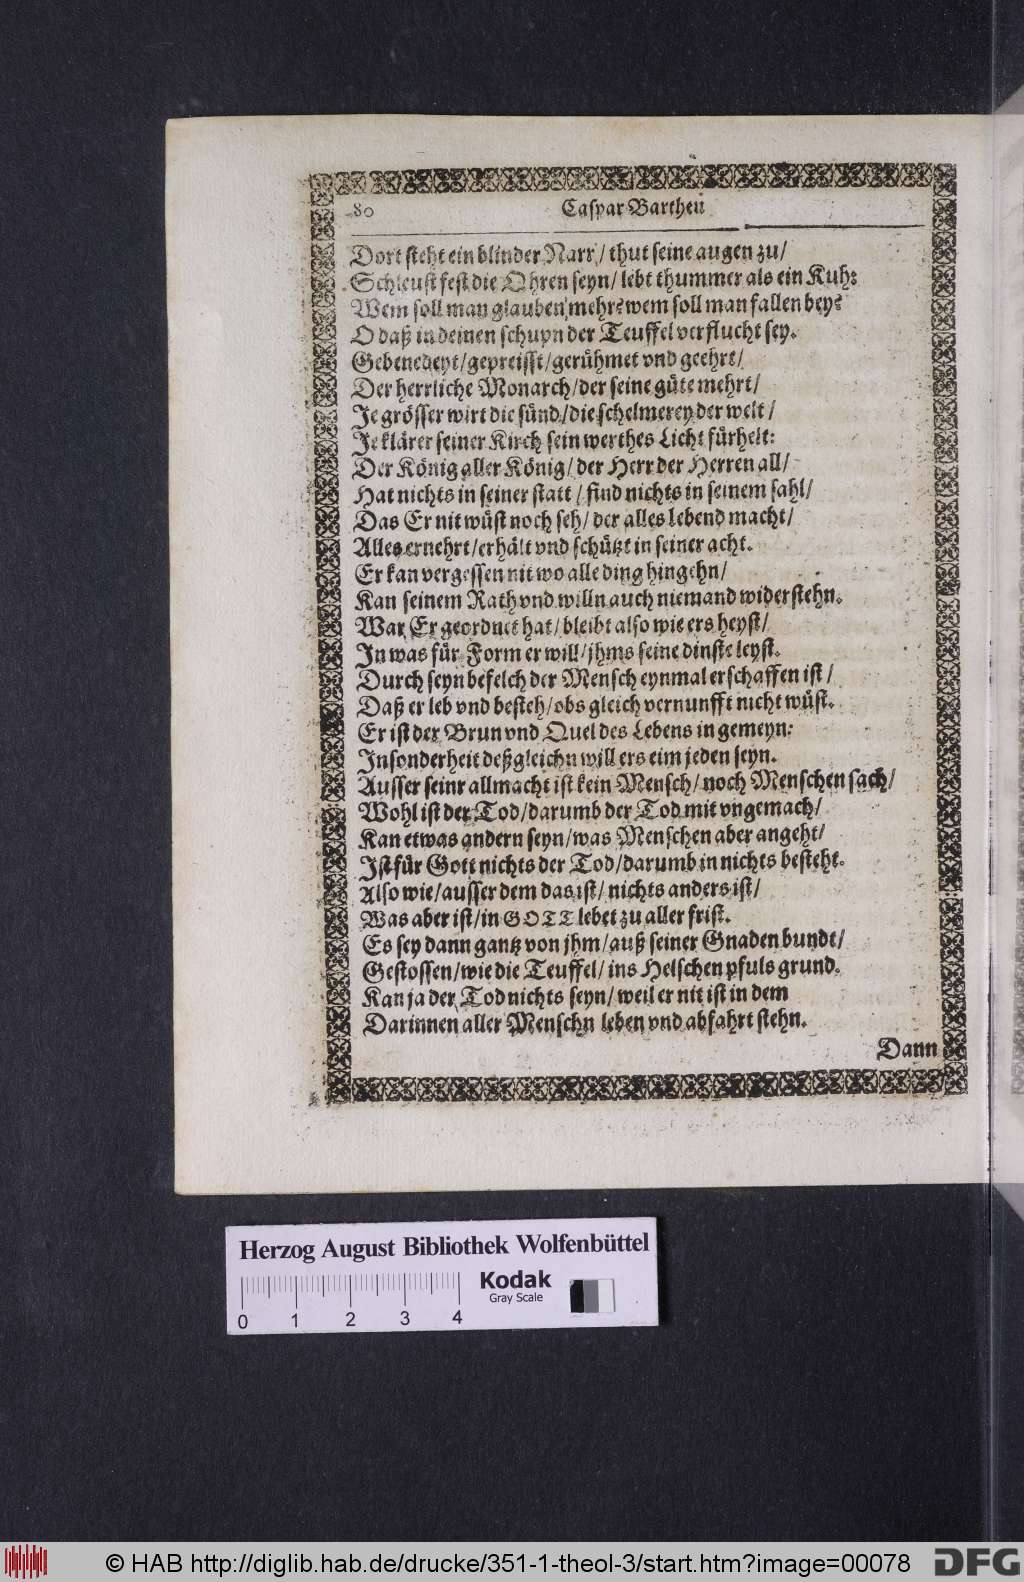 80
Caspar Barthen
Dort steht ein blinder Narr/ thut seine augen zu/
Schleust fest die Ohren seyn/ lebt thummer als ein Kuh:
Wem soll man glauben mehr? wem soll man fallen bey?
O daß in deinen schupn der Teuffel verflucht sey.
Gebenedeyt/ gepreisst/ gerühmet vnd geehrt/
Der herrliche Monarch/ der seine güte mehrt/
Je grösser wirt die sünd/ die schelmerey der welt/
Je klärer seiner Kirch sein werthes Licht fürhelt:
Der König aller König/ der Herr der Herren all/
Hat nichts in seiner statt/ find nichts in seinem sahl/
Das Er nit wüst noch seh/ der alles lebend macht/
Alles ernehrt/ erhält vnd schützt in seiner acht.
Er kan vergessen nit wo alle ding hingehn/
Kan seinem Rath vnd willn auch niemand widerstehn.
War Er geordnet hat/ bleibt also wie ers heyst/
In was für Form er will/ jhms seine dinste leyst.
Durch seyn befelch der Mensch eynmal erschaffen ist/
Daß er leb vnd besteh/ obs gleich vernunfft nicht wüst.
Er ist der Brun vnd Quel des Lebens in gemeyn:
Insonderheit deßgleichn will ers eim jeden seyn.
Ausser seinr allmacht ist kein Mensch/ noch Menschen sach/
Wohl ist der Tod/ darumb der Tod mit vngemach/
Kan etwas andern seyn/ was Menschen aber angeht/
Ist für Gott nichts der Tod/ darumb in nichts besteht.
Also wie/ ausser dem das ist/ nichts anders ist/
Was aber ist/ in GOTT lebet zu aller frist.
Es sey dann gantz von jhm/ auß seiner Gnaden bundt/
Gestossen/ wie die Teuffel/ ins Helschen pfuls grund.
Kan ja der Tod nichts seyn/ weil er nit ist in dem
Darinnen aller Menschn leben vnd abfahrt stehn.
Dann
Herzog August Bibliothek Wolfenbüttel
Kodak
Gray Scale
0 1 2 3 4
© HAB http://diglib.hab.de/drucke/351-1-theol-3/start.htm?image=00078
DFG